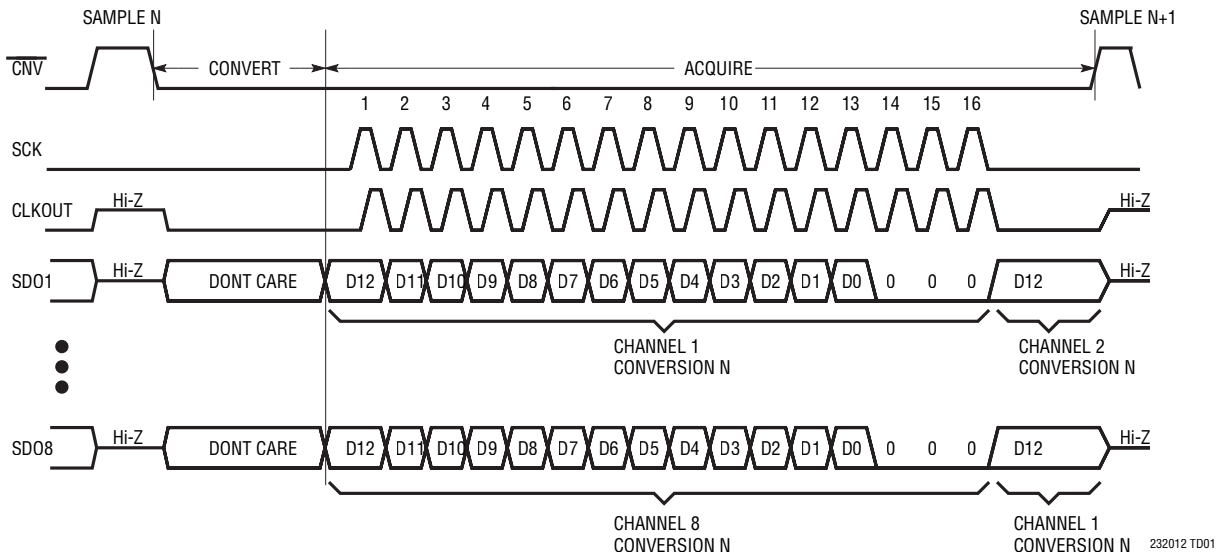 SAMPLE N
SAMPLE N+1
CNV
CONVERT
ACQUIRE
1 2 3 4 5 6 7 8 9 10 11 12 13 14 15 16
SCK
CLKOUT
Hi-Z
Hi-Z
SDO1
Hi-Z
DONT CARE
D12 D11 D10 D9 D8 D7 D6 D5 D4 D3 D2 D1 D0 0 0 0
D12
Hi-Z
CHANNEL 1
CONVERSION N
CHANNEL 2
CONVERSION N
SDO8
Hi-Z
DONT CARE
D12 D11 D10 D9 D8 D7 D6 D5 D4 D3 D2 D1 D0 0 0 0
D12
Hi-Z
CHANNEL 8
CONVERSION N
CHANNEL 1
CONVERSION N
232012 TD01